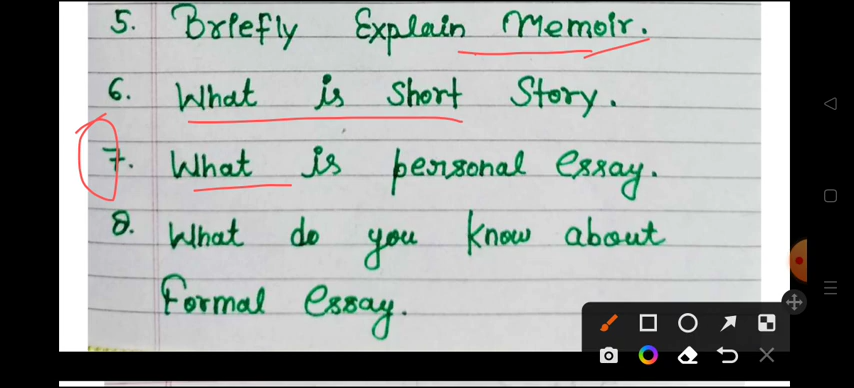 5. Briefly Explain Memoir.
6. What is short Story.
7. What is personal essay.
8. What do you know about
Formal essay.